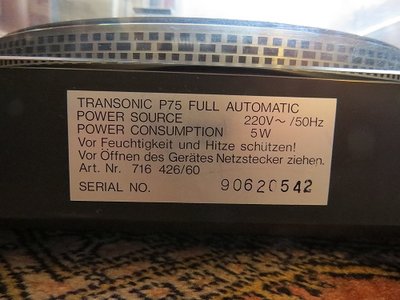 TRANSONIC P75 FULL AUTOMATIC
POWER SOURCE 220V~/50Hz
POWER CONSUMPTION 5W
Vor Feuchtigkeit und Hitze schützen!
Vor Öffnen des Gerätes Netzstecker ziehen.
Art. Nr. 716 426/60
SERIAL NO. 90620542